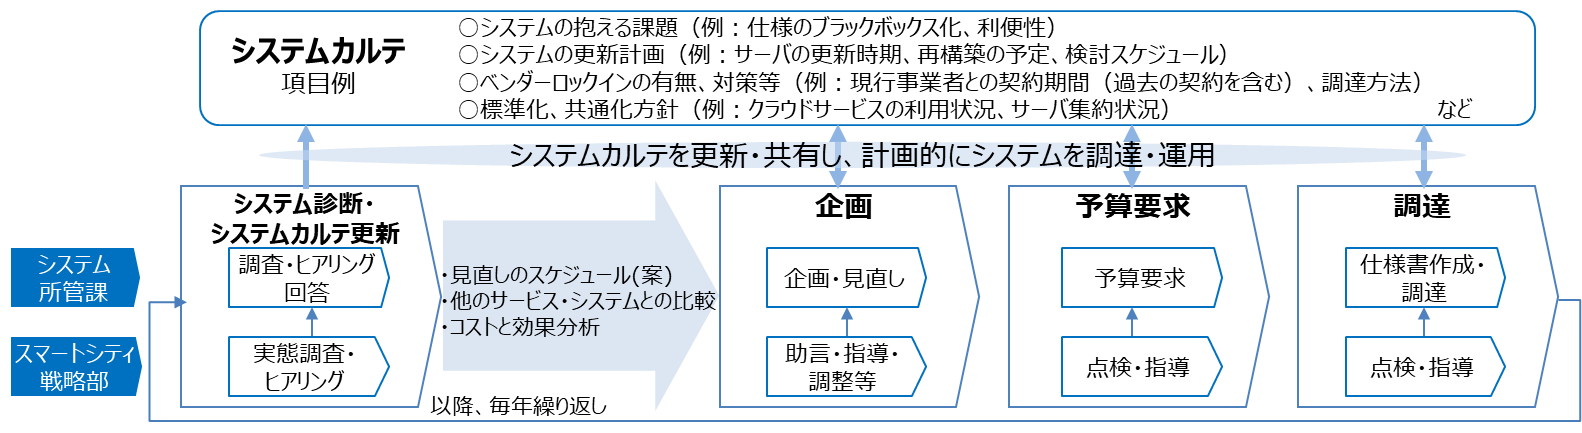 システムカルテ
項目例
○システムの抱える課題（例：仕様のブラックボックス化、利便性）
○システムの更新計画（例：サーバの更新時期、再構築の予定、検討スケジュール）
○ベンダーロックインの有無、対策等（例：現行事業者との契約期間（過去の契約を含む）、調達方法）
○標準化、共通化方針（例：クラウドサービスの利用状況、サーバ集約状況） など
システムカルテを更新・共有し、計画的にシステムを調達・運用
システム診断・
システムカルテ更新
企画
予算要求
調達
システム
所管課
調査・ヒアリング
回答
・見直しのスケジュール(案)
・他のサービス・システムとの比較
・コストと効果分析
企画・見直し
予算要求
仕様書作成・
調達
スマートシティ
戦略部
実態調査・
ヒアリング
助言・指導・
調整等
点検・指導
点検・指導
以降、毎年繰り返し